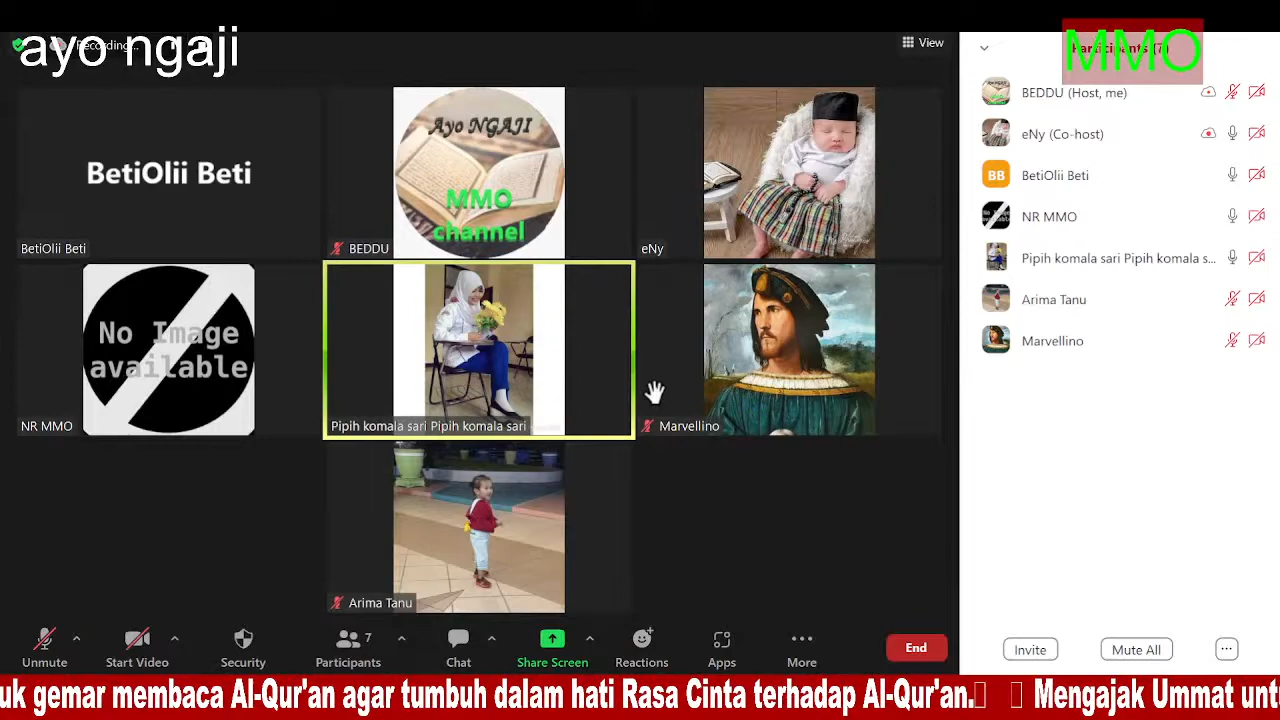 ayo ngaji
Recording...
View
MMO
Participants (7)
BetiOlii Beti
BetiOlii Beti
Ayo NGAJI
MMO
channel
BEDDU
eNy
No Image
available
NR MMO
Pipih komala sari Pipih komala sari
Marvellino
Arima Tanu
BEDDU (Host, me)
eNy (Co-host)
BB
BetiOlii Beti
NR MMO
Pipih komala sari Pipih komala s...
Arima Tanu
Marvellino
Unmute
Start Video
Security
7
Participants
Chat
Share Screen
Reactions
Apps
More
End
Invite
Mute All
...
uk gemar membaca Al-Qur'an agar tumbuh dalam hati Rasa Cinta terhadap Al-Qur'an. Mengajak Ummat unt